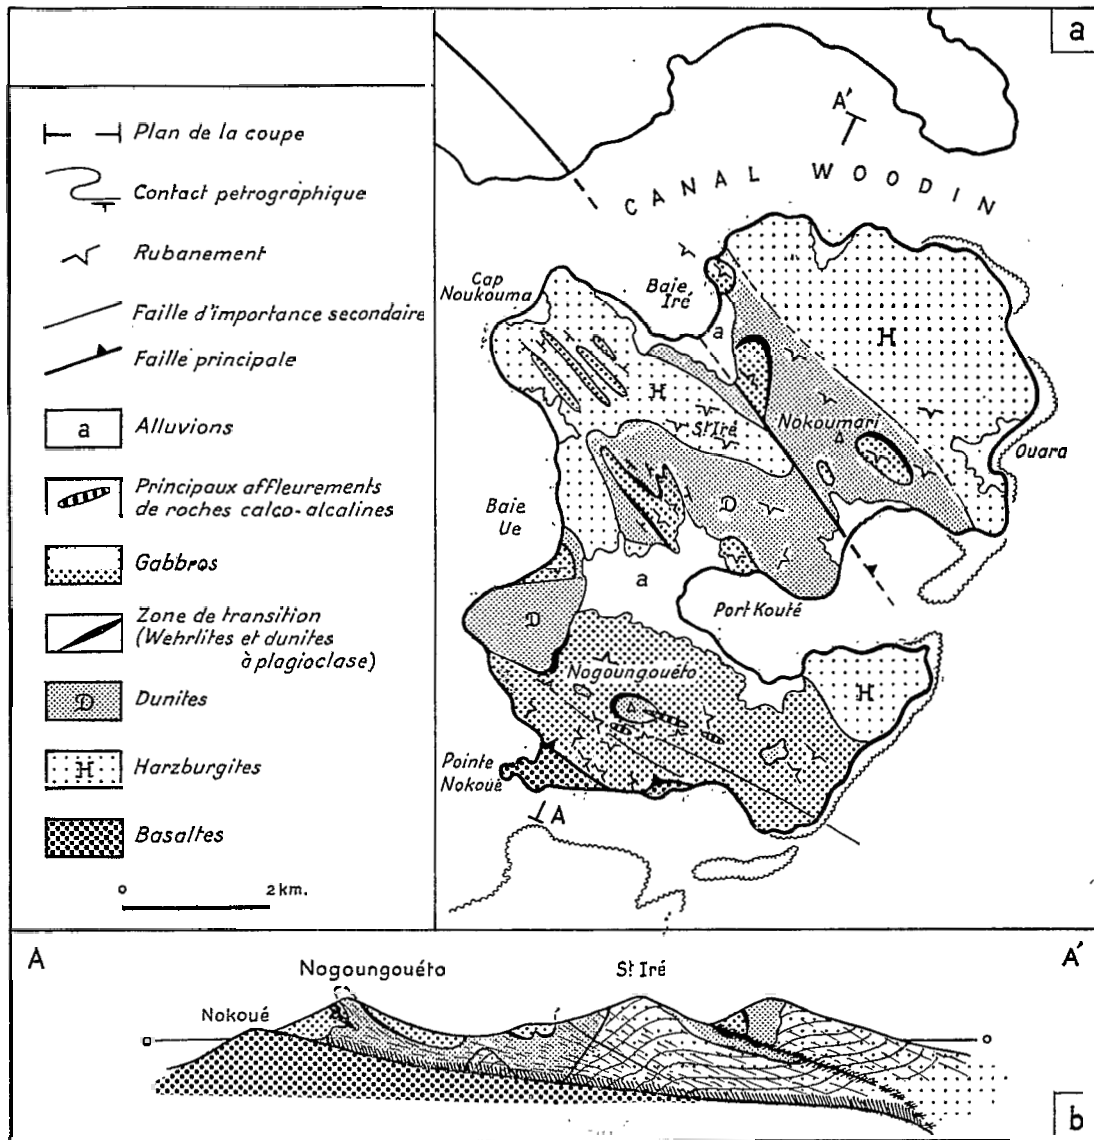 a
Plan de la coupe
Contact petrographique
Rubanement
Faille d'importance secondaire
Faille principale
a Alluvions
Principaux affleurements
de roches calco-alcalines
Gabbros
Zone de transition
(Wehrlites et dunites
à plagioclase)
D Dunites
H Harzburgites
Basaltes
0 2 km.
A'
CANAL WOODIN
Cap
Noukouma
Baie
Iré
a
H
H
St Iré
Nokoumari
Ouara
Baie
Ue
D
a
Port Kouté
D
Nogoungouéto
H
Pointe
Nokoué
A
A
A'
Nogoungouéta
St Iré
Nokoué
b